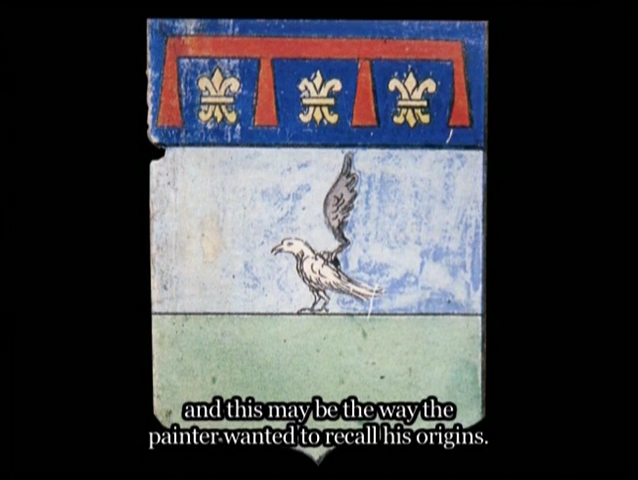 and this may be the way the
painter wanted to recall his origins.